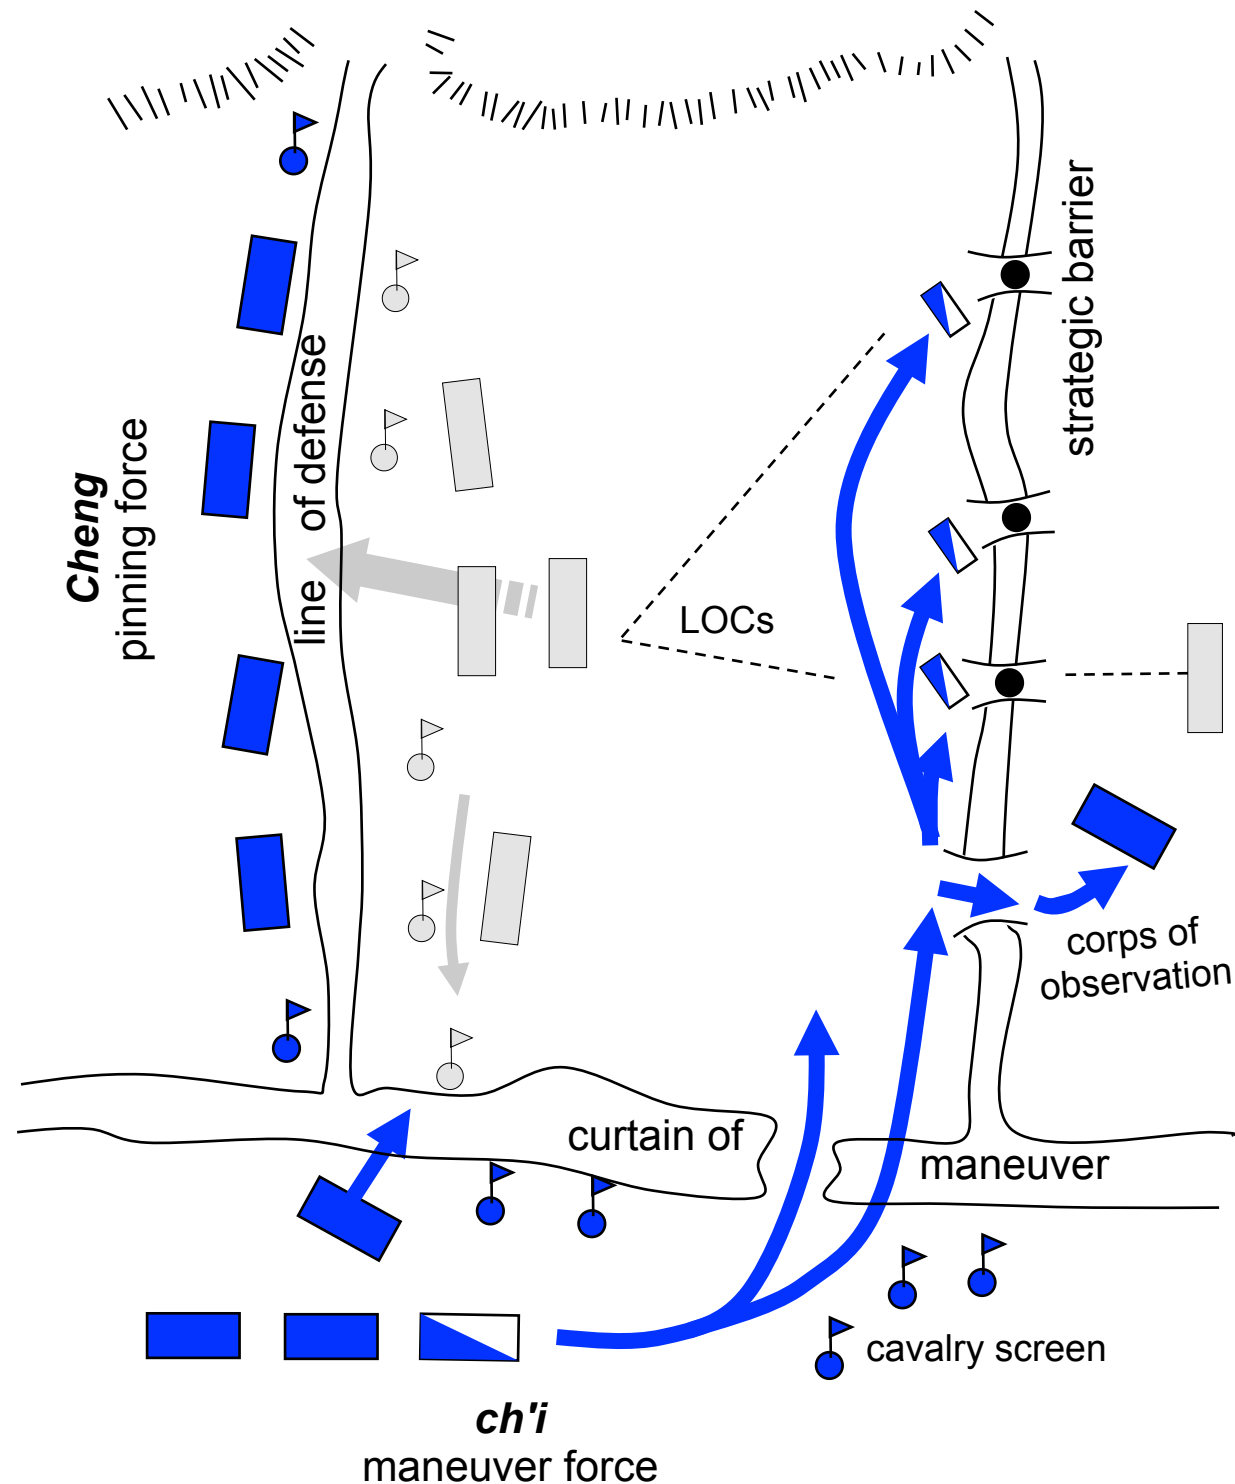 strategic barrier
line of defense
Cheng
pinning force
LOCs
corps of
observation
curtain of
maneuver
cavalry screen
ch'i
maneuver force